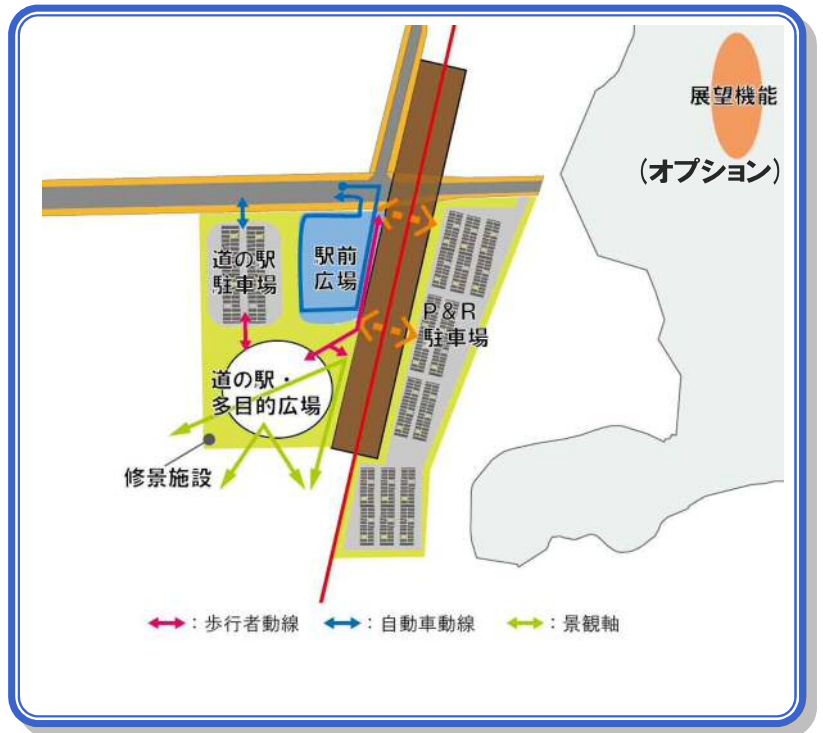 展望機能
(オプション)
道の駅
駐車場
駅前
広場
P&R
駐車場
道の駅・
多目的広場
修景施設
:歩行者動線
:自動車動線
:景観軸